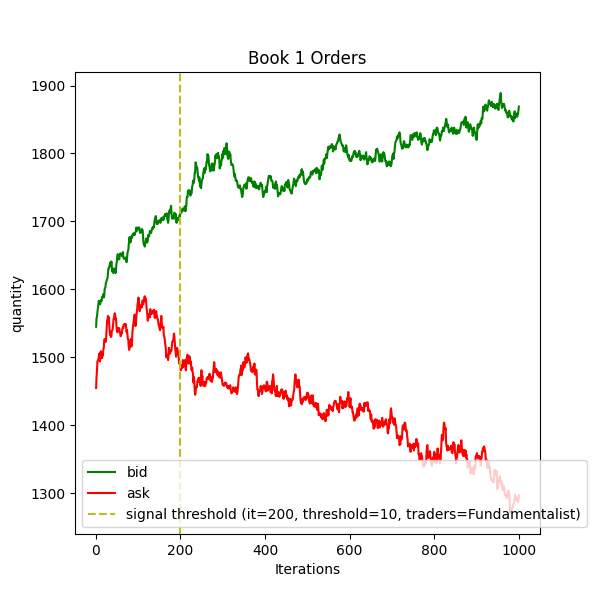 Book 1 Orders
1900
1800
1700
1600
1500
1400
1300
quantity
bid
ask
signal threshold (it=200, threshold=10, traders=Fundamentalist)
0
200
400
600
800
1000
Iterations